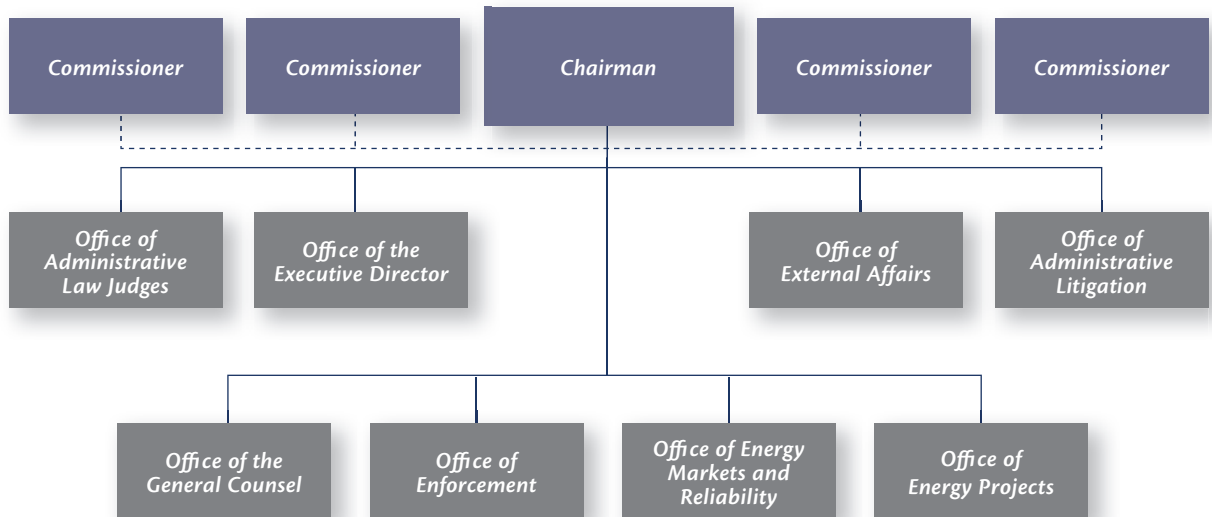 Commissioner
Commissioner
Chairman
Commissioner
Commissioner
Office of
Administrative
Law Judges
Office of the
Executive Director
Office of
External Affairs
Office of
Administrative
Litigation
Office of the
General Counsel
Office of
Enforcement
Office of Energy
Markets and
Reliability
Office of
Energy Projects